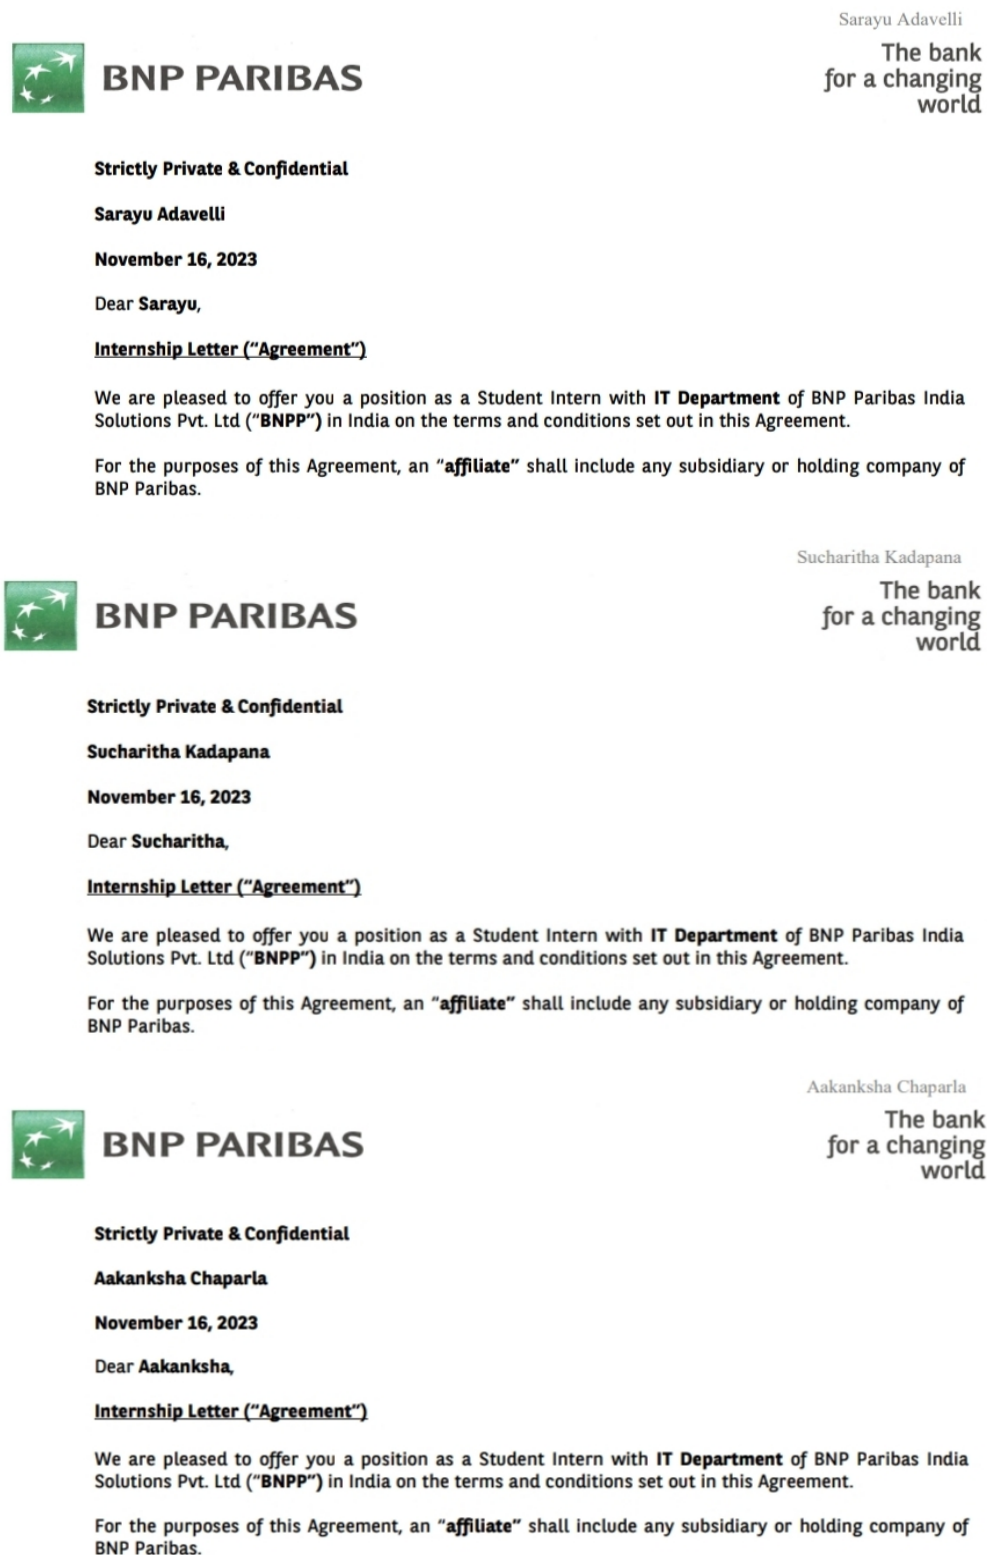 Sarayu Adavelli
BNP PARIBAS
The bank
for a changing
world
Strictly Private & Confidential
Sarayu Adavelli
November 16, 2023
Dear Sarayu,
Internship Letter (“Agreement”)
We are pleased to offer you a position as a Student Intern with IT Department of BNP Paribas India
Solutions Pvt. Ltd (“BNPP”) in India on the terms and conditions set out in this Agreement.
For the purposes of this Agreement, an “affiliate” shall include any subsidiary or holding company of
BNP Paribas.
Sucharitha Kadapana
BNP PARIBAS
The bank
for a changing
world
Strictly Private & Confidential
Sucharitha Kadapana
November 16, 2023
Dear Sucharitha,
Internship Letter (“Agreement”)
We are pleased to offer you a position as a Student Intern with IT Department of BNP Paribas India
Solutions Pvt. Ltd (“BNPP”) in India on the terms and conditions set out in this Agreement.
For the purposes of this Agreement, an “affiliate” shall include any subsidiary or holding company of
BNP Paribas.
Aakanksha Chaparla
BNP PARIBAS
The bank
for a changing
world
Strictly Private & Confidential
Aakanksha Chaparla
November 16, 2023
Dear Aakanksha,
Internship Letter (“Agreement”)
We are pleased to offer you a position as a Student Intern with IT Department of BNP Paribas India
Solutions Pvt. Ltd (“BNPP”) in India on the terms and conditions set out in this Agreement.
For the purposes of this Agreement, an “affiliate” shall include any subsidiary or holding company of
BNP Paribas.